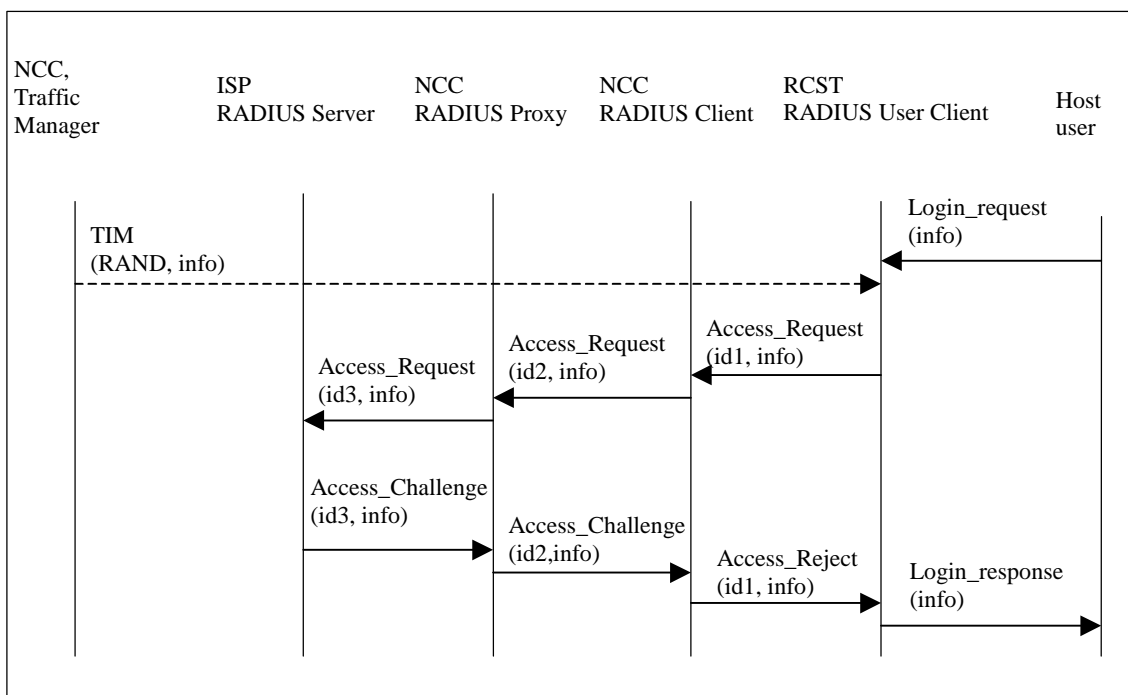 NCC,
Traffic
Manager
ISP
RADIUS Server
NCC
RADIUS Proxy
NCC
RADIUS Client
RCST
RADIUS User Client
Host
user
Login_request
(info)
TIM
(RAND, info)
Access_Request
(id1, info)
Access_Request
(id2, info)
Access_Request
(id3, info)
Access_Challenge
(id3, info)
Access_Challenge
(id2,info)
Access_Reject
(id1, info)
Login_response
(info)